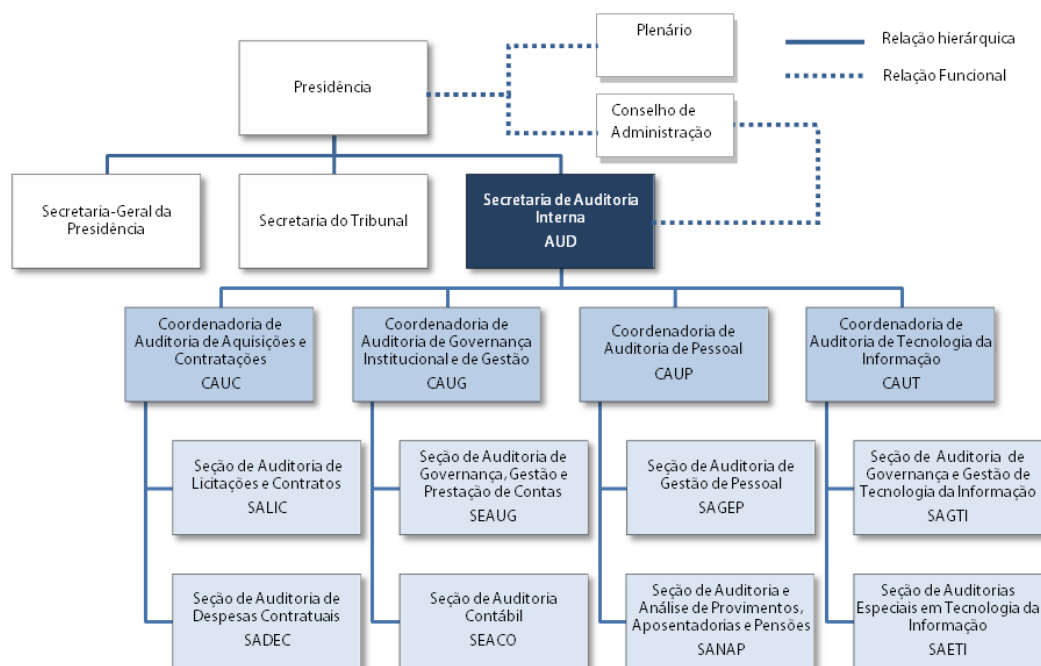 Plenário
Relação hierárquica
Relação Funcional
Presidência
Conselho de
Administração
Secretaria-Geral da
Presidência
Secretaria do Tribunal
Secretaria de Auditoria
Interna
AUD
Coordenadoria de
Auditoria de Aquisições e
Contratações
CAUC
Coordenadoria de
Auditoria de Governança
Institucional e de Gestão
CAUG
Coordenadoria de
Auditoria de Pessoal
CAUP
Coordenadoria de
Auditoria de Tecnologia da
Informação
CAUT
Seção de Auditoria de
Licitações e Contratos
SALIC
Seção de Auditoria de
Governança, Gestão e
Prestação de Contas
SEAUG
Seção de Auditoria de
Gestão de Pessoal
SAGEP
Seção de Auditoria de
Governança e Gestão de
Tecnologia da Informação
SAGTI
Seção de Auditoria de
Despesas Contratuais
SADEC
Seção de Auditoria
Contábil
SEACO
Seção de Auditoria e
Análise de Provimentos,
Aposentadorias e Pensões
SANAP
Seção de Auditorias
Especiais em Tecnologia da
Informação
SAETI